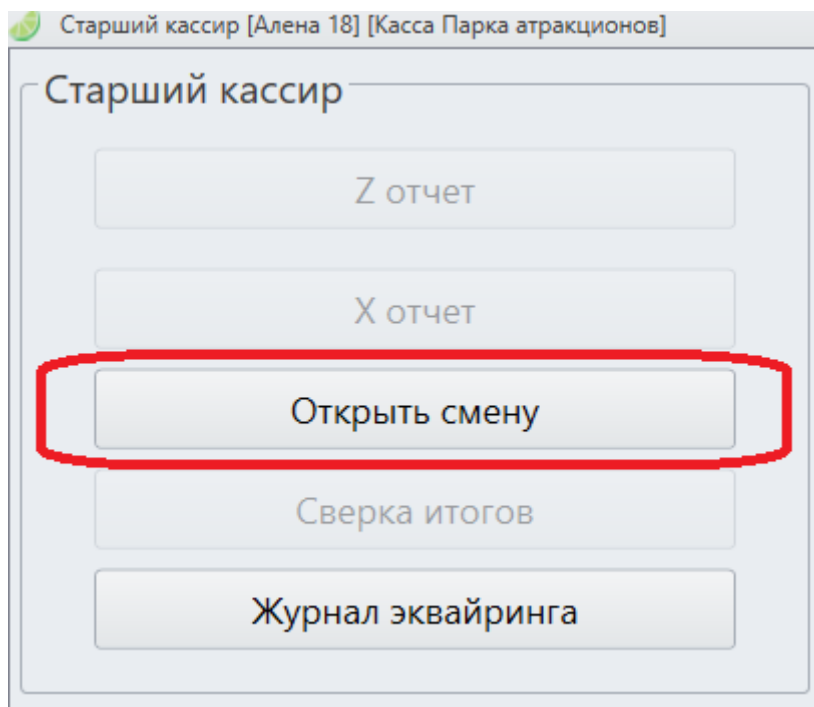 Старший кассир [Алена 18] [Касса Парка атракционов]
Старший кассир
Z отчет
X отчет
Открыть смену
Сверка итогов
Журнал эквайринга